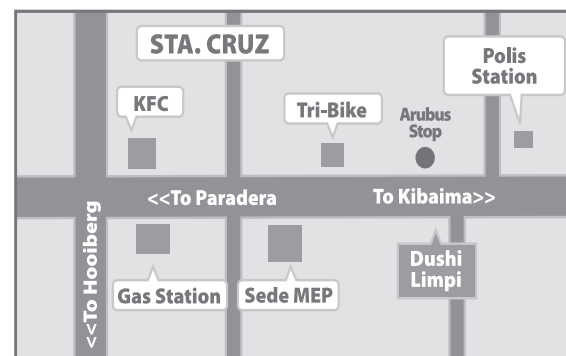 STA. CRUZ
Polis
Station
KFC
Tri-Bike
Arubus
Stop
<<To Paradera
To Kibaima>>
<<To Hooiberg
Gas Station
Sede MEP
Dushi
Limpi